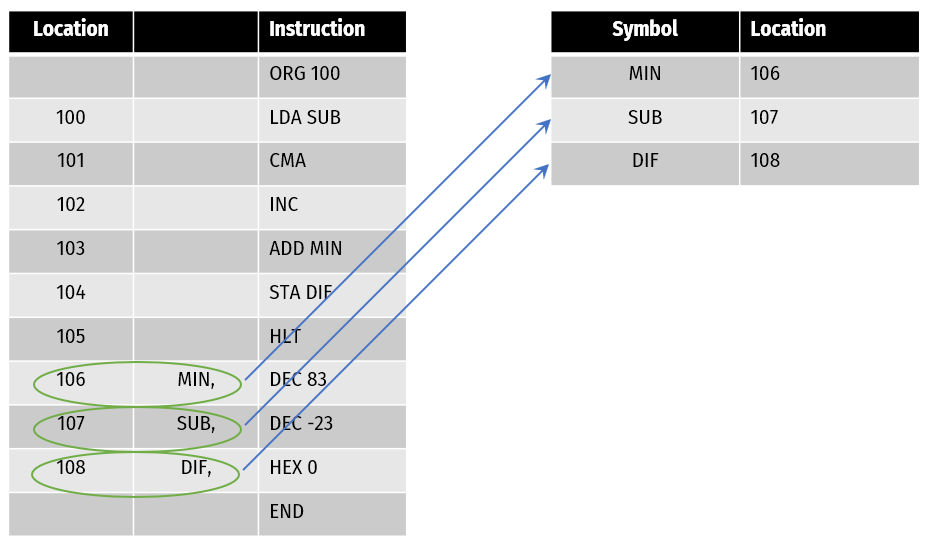 Location Instruction
ORG 100
100 LDA SUB
101 CMA
102 INC
103 ADD MIN
104 STA DIF
105 HLT
106 MIN, DEC 83
107 SUB, DEC -23
108 DIF, HEX 0
END
Symbol Location
MIN 106
SUB 107
DIF 108